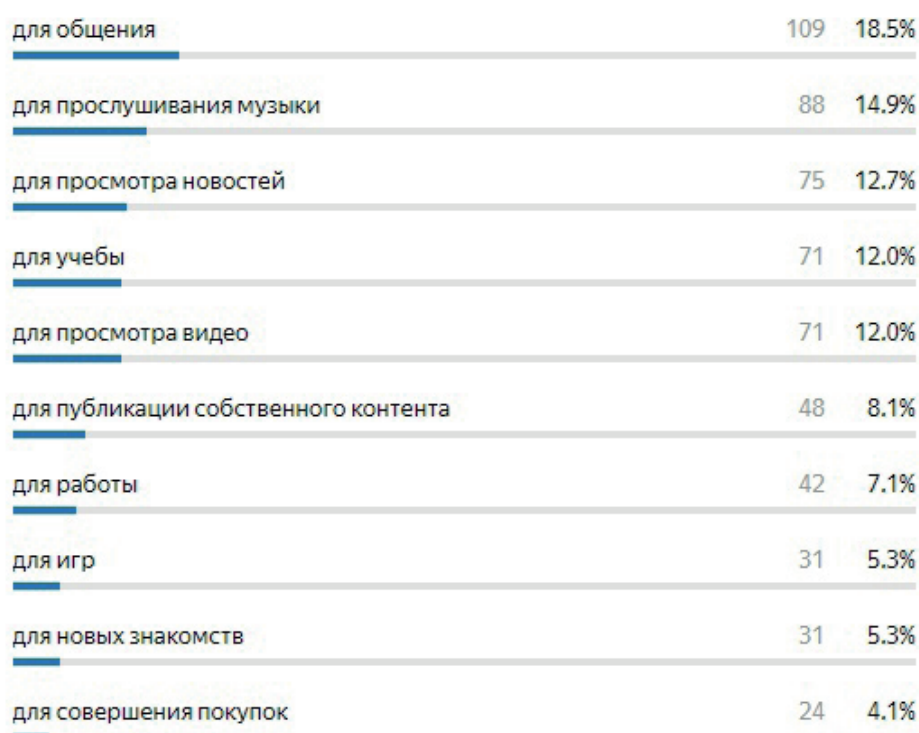 для общения 109 18.5%
для прослушивания музыки 88 14.9%
для просмотра новостей 75 12.7%
для учебы 71 12.0%
для просмотра видео 71 12.0%
для публикации собственного контента 48 8.1%
для работы 42 7.1%
для игр 31 5.3%
для новых знакомств 31 5.3%
для совершения покупок 24 4.1%